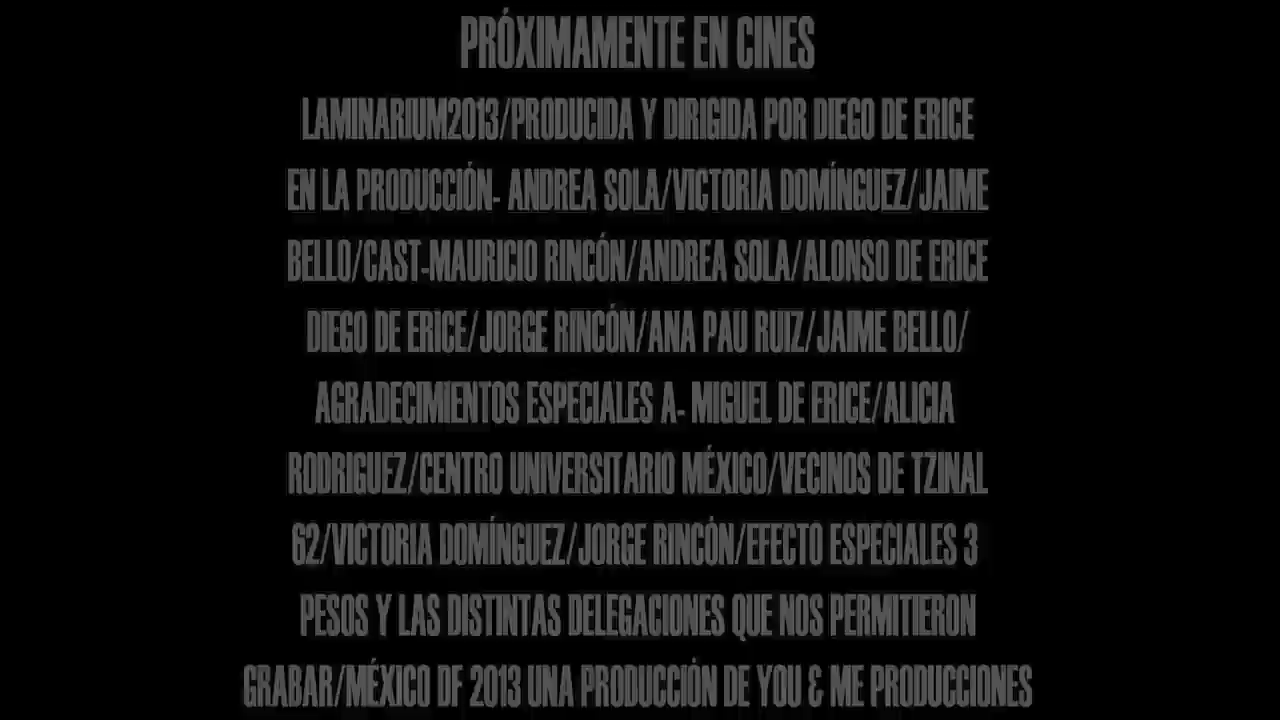 PRÓXIMAMENTE EN CINES
LAMINARIUM2013/PRODUCIDA Y DIRIGIDA POR DIEGO DE ERICE
EN LA PRODUCCIÓN- ANDREA SOLA/VICTORIA DOMÍNGUEZ/JAIME
BELLO/CAST-MAURICIO RINCÓN/ANDREA SOLA/ALONSO DE ERICE
DIEGO DE ERICE/JORGE RINCÓN/ANA PAU RUIZ/JAIME BELLO/
AGRADECIMIENTOS ESPECIALES A- MIGUEL DE ERICE/ALICIA
RODRIGUEZ/CENTRO UNIVERSITARIO MÉXICO/VECINOS DE TZINAL
62/VICTORIA DOMÍNGUEZ/JORGE RINCÓN/EFECTO ESPECIALES 3
PESOS Y LAS DISTINTAS DELEGACIONES QUE NOS PERMITIERON
GRABAR/MÉXICO DF 2013 UNA PRODUCCIÓN DE YOU & ME PRODUCCIONES